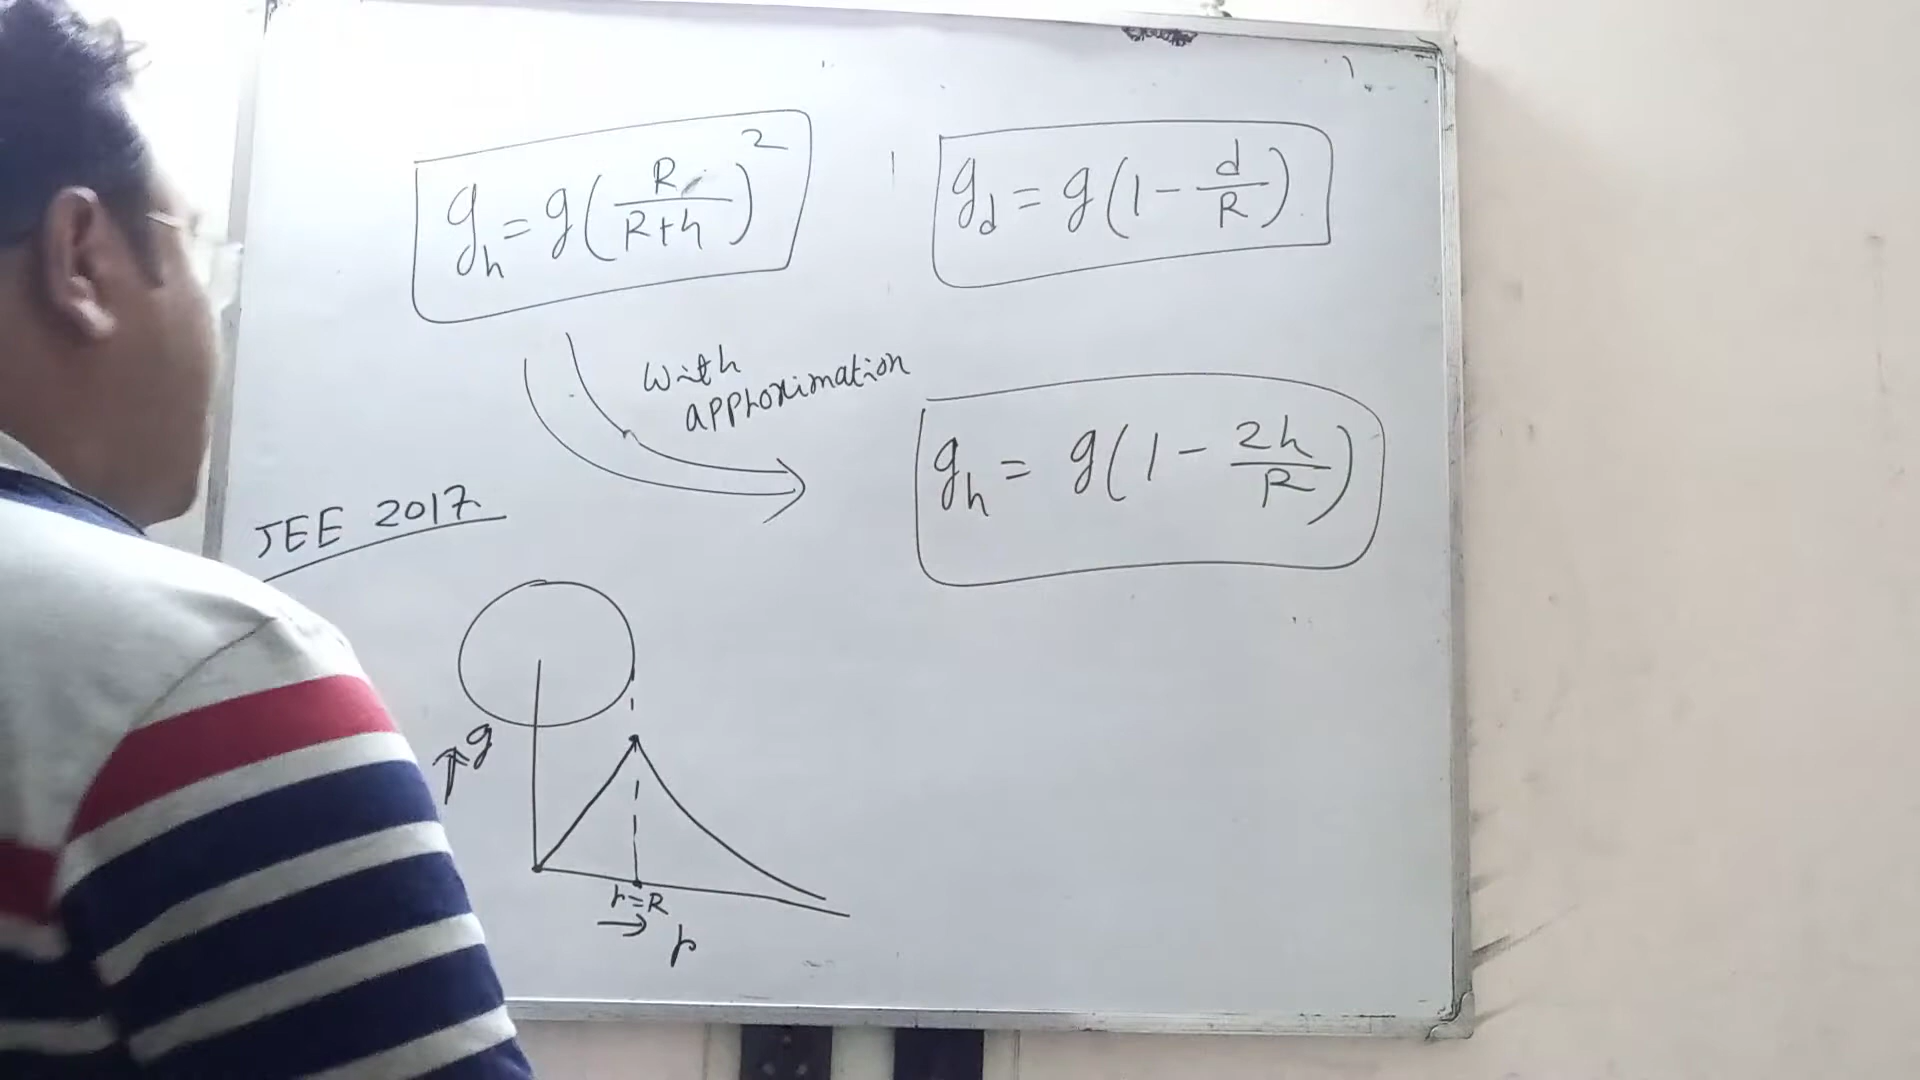 g_h = g(R/(R+h))^2
g_d = g(1 - d/R)
With
approximation
g_h = g(1 - 2h/R)
JEE 2017
g
r=R
r